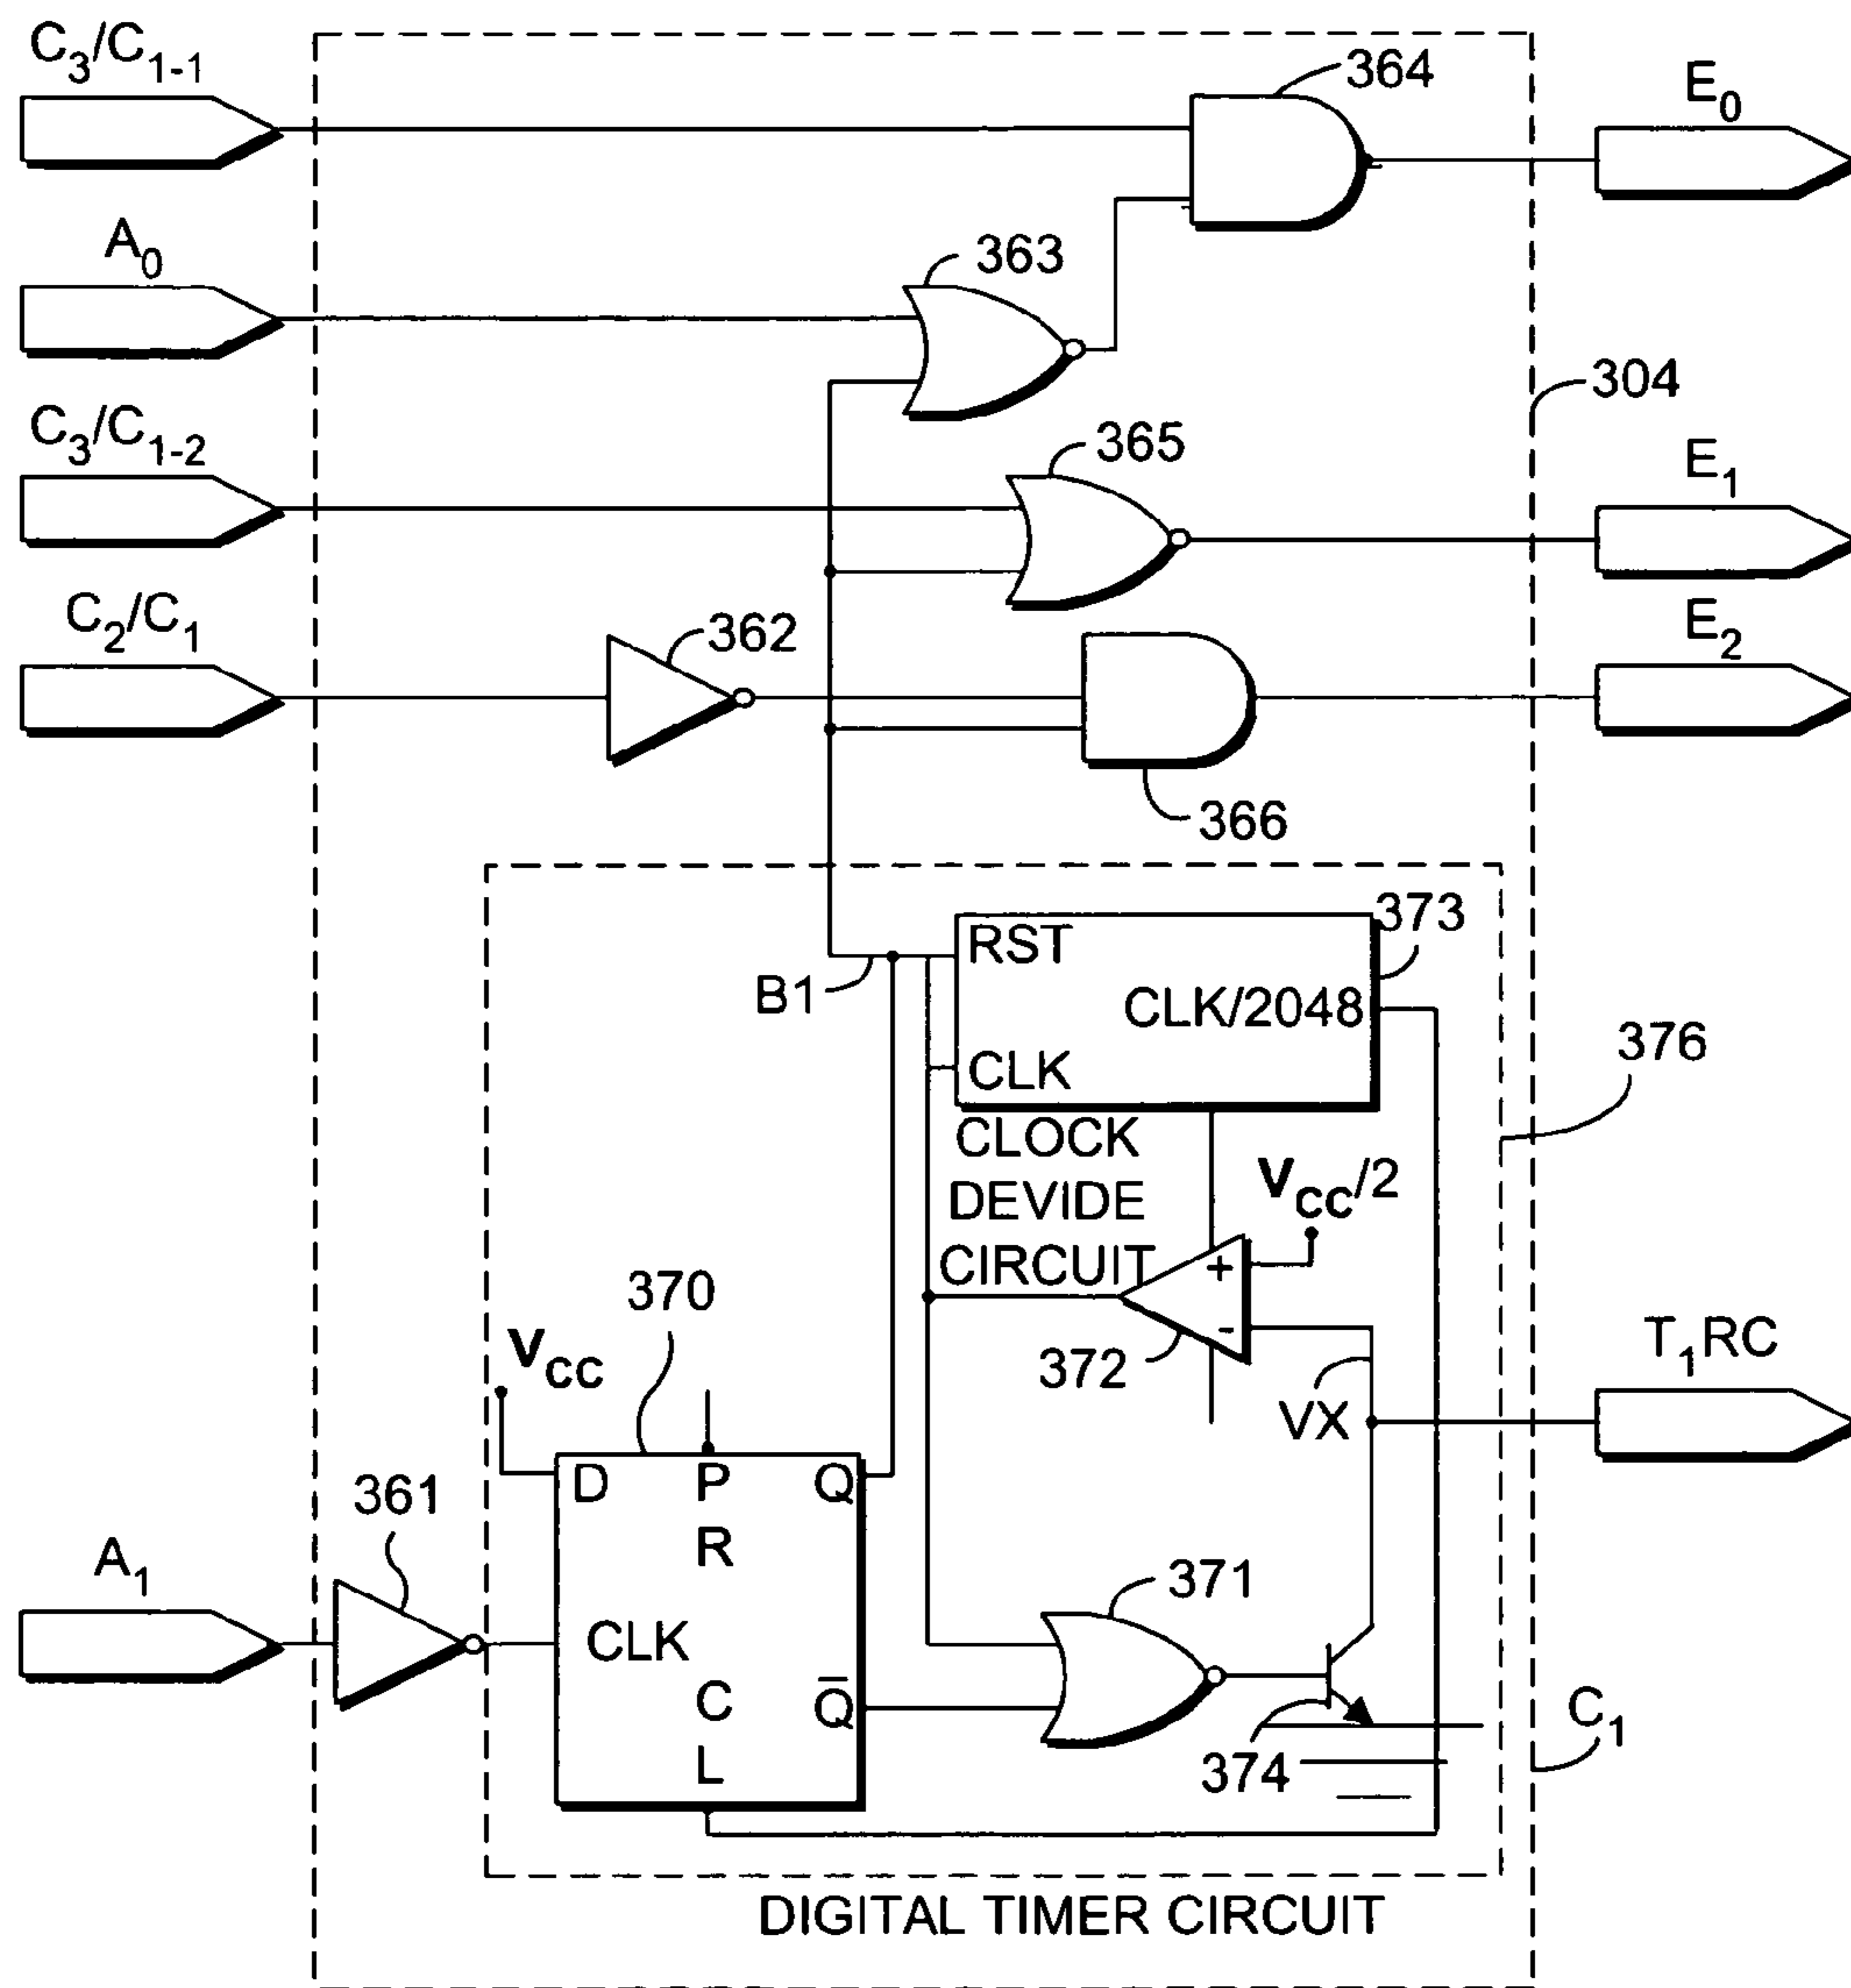 C3/C1-1
364
E0
A0
363
304
C3/C1-2
365
E1
C2/C1
362
E2
366
373
RST
B1
CLK/2048
376
CLK
CLOCK
DEVIDE
CIRCUIT
VCC/2
+
-
370
VCC
372
T1RC
VX
D
P
R
Q
361
A1
371
CLK
C
L
Q̅
C1
374
DIGITAL TIMER CIRCUIT